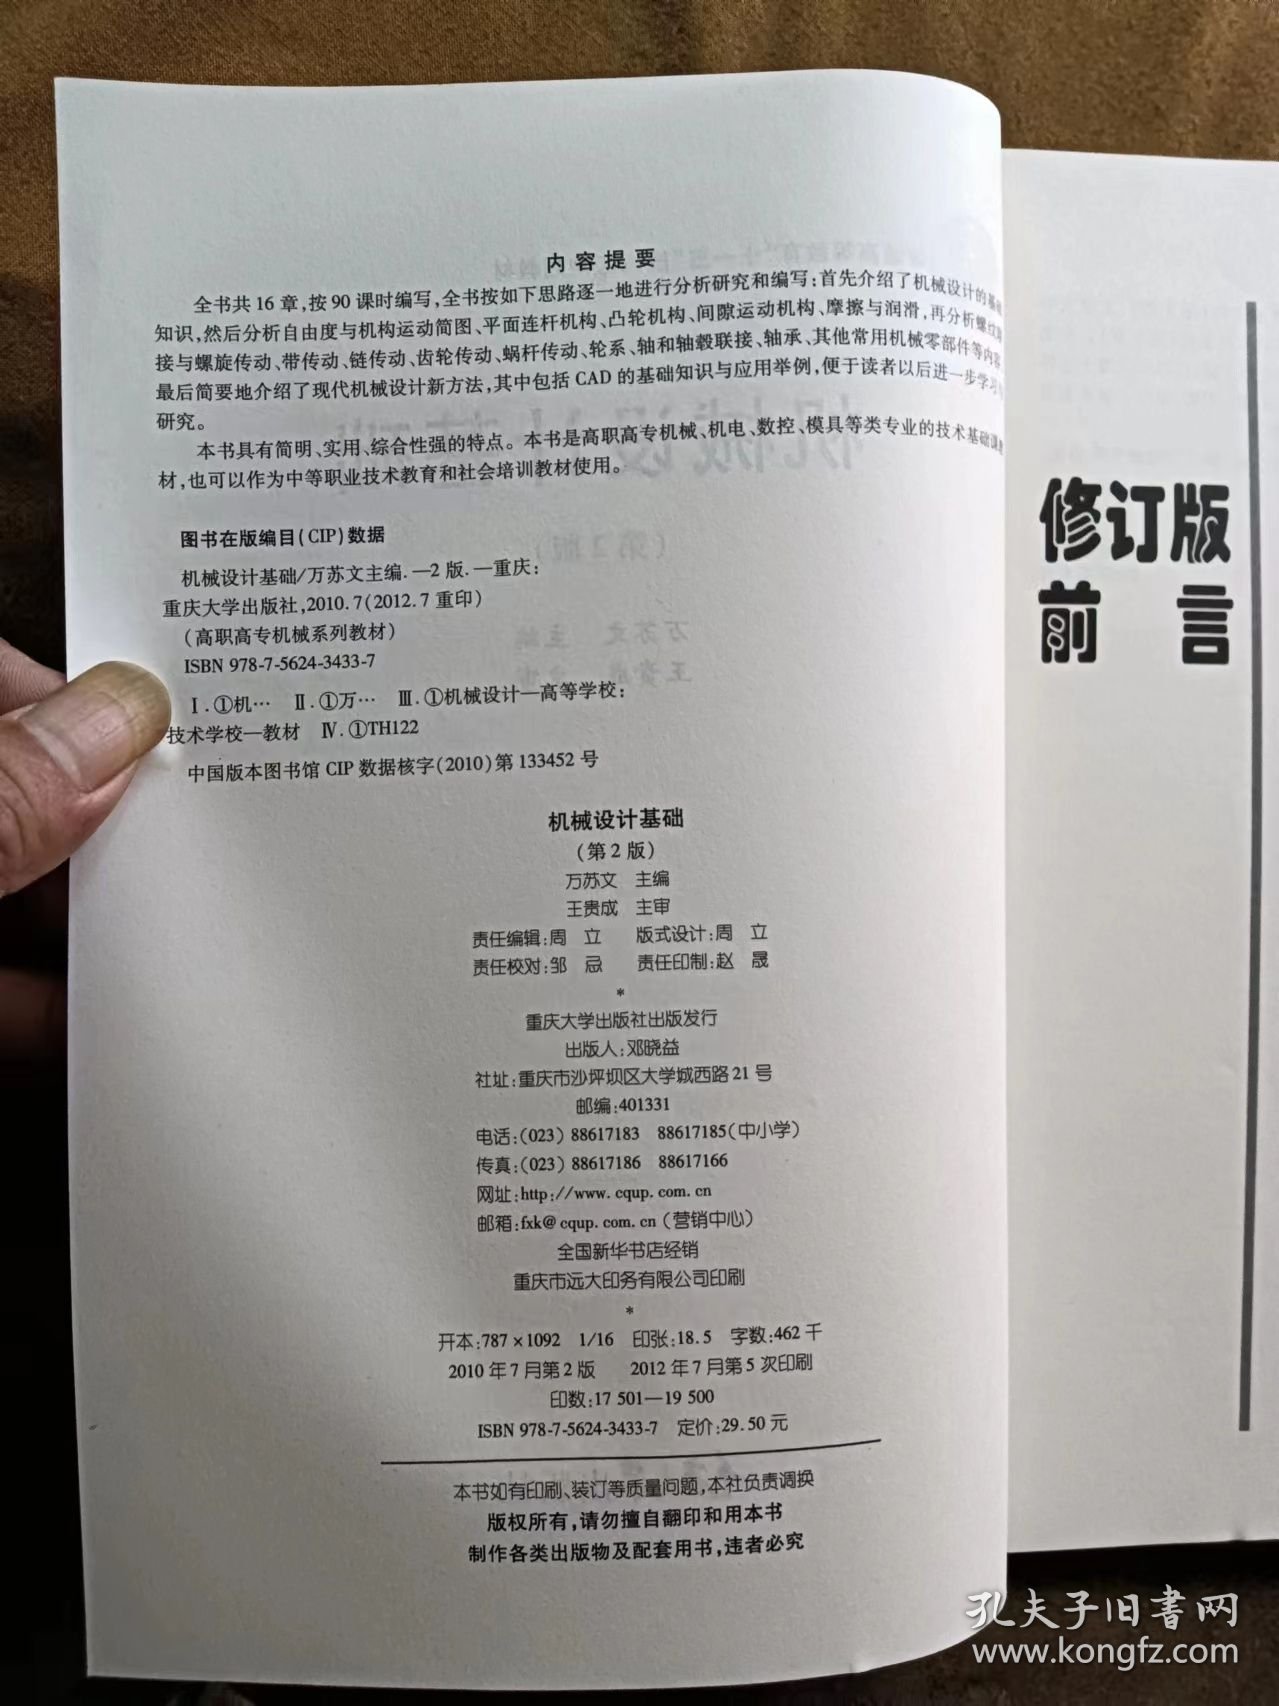 内容提要
全书共16章,按90课时编写,全书按如下思路逐一地进行分析研究和编写:首先介绍了机械设计的基础
知识,然后分析自由度与机构运动简图、平面连杆机构、凸轮机构、间隙运动机构、摩擦与润滑,再分析螺纹
接与螺旋传动、带传动、链传动、齿轮传动、蜗杆传动、轮系、轴和轴毂联接、轴承、其他常用机械零部件等内容
最后简要地介绍了现代机械设计新方法,其中包括CAD的基础知识与应用举例,便于读者以后进一步学习
研究。
本书具有简明、实用、综合性强的特点。本书是高职高专机械、机电、数控、模具等类专业的技术基础课
材,也可以作为中等职业技术教育和社会培训教材使用。
图书在版编目(CIP)数据
机械设计基础/万苏文主编.—2版.—重庆:
重庆大学出版社,2010.7(2012.7重印)
(高职高专机械系列教材)
ISBN 978-7-5624-3433-7
Ⅰ.①机… Ⅱ.①万… Ⅲ.①机械设计—高等学校:
技术学校—教材 Ⅳ.①TH122
中国版本图书馆CIP数据核字(2010)第133452号
机械设计基础
(第2版)
万苏文 主编
王贵成 主审
责任编辑:周 立 版式设计:周 立
责任校对:邹 忌 责任印制:赵 晟
*
重庆大学出版社出版发行
出版人:邓晓益
社址:重庆市沙坪坝区大学城西路21号
邮编:401331
电话:(023) 88617183 88617185(中小学)
传真:(023) 88617186 88617166
网址:http://www.cqup.com.cn
邮箱:fxk@cqup.com.cn(营销中心)
全国新华书店经销
重庆市远大印务有限公司印刷
*
开本:787×1092 1/16 印张:18.5 字数:462千
2010年7月第2版 2012年7月第5次印刷
印数:17 501—19 500
ISBN 978-7-5624-3433-7 定价:29.50元
本书如有印刷、装订等质量问题,本社负责调换
版权所有,请勿擅自翻印和用本书
制作各类出版物及配套用书,违者必究
修订版
前言
孔夫子旧书网
www.kongfz.com